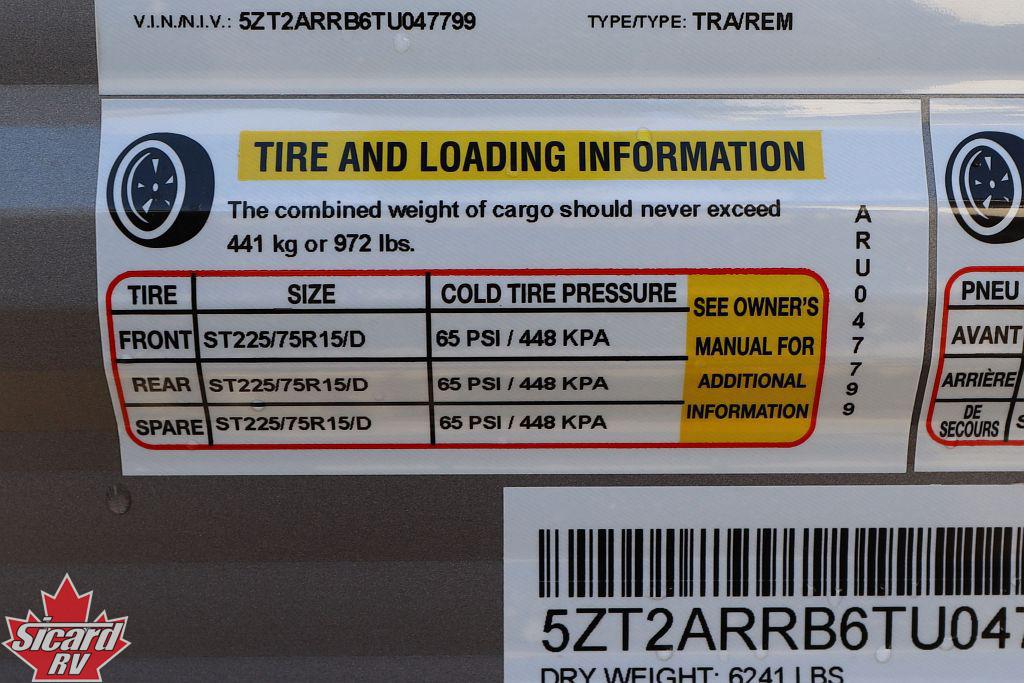 V.I.N./N.I.V.: 5ZT2ARRB6TU047799 TYPE/TYPE: TRA/REM
TIRE AND LOADING INFORMATION
The combined weight of cargo should never exceed
441 kg or 972 lbs.
TIRE SIZE COLD TIRE PRESSURE
FRONT ST225/75R15/D 65 PSI / 448 KPA
REAR ST225/75R15/D 65 PSI / 448 KPA
SPARE ST225/75R15/D 65 PSI / 448 KPA
SEE OWNER'S
MANUAL FOR
ADDITIONAL
INFORMATION
ARU047799
PNEU
AVANT
ARRIÈRE
DE
SECOURS S
5ZT2ARRB6TU047
DRY WEIGHT: 6241 LBS
Sicard
RV